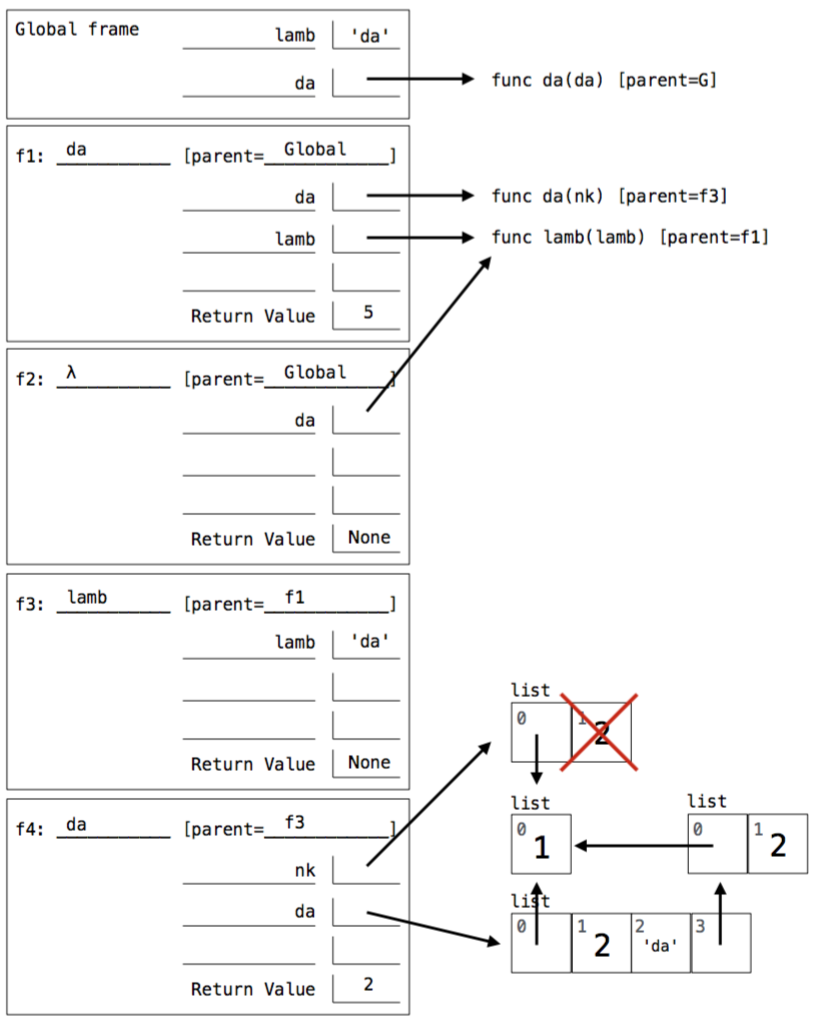 Global frame
lamb 'da'
da
func da(da) [parent=G]
f1: da [parent= Global ]
da
func da(nk) [parent=f3]
lamb
func lamb(lamb) [parent=f1]
Return Value 5
f2: λ [parent= Global ]
da
Return Value None
f3: lamb [parent= f1 ]
lamb 'da'
Return Value None
list
0 1 2
f4: da [parent= f3 ]
nk
da
Return Value 2
list
0 1
list
0 1 2
list
0 1 2 2 'da' 3